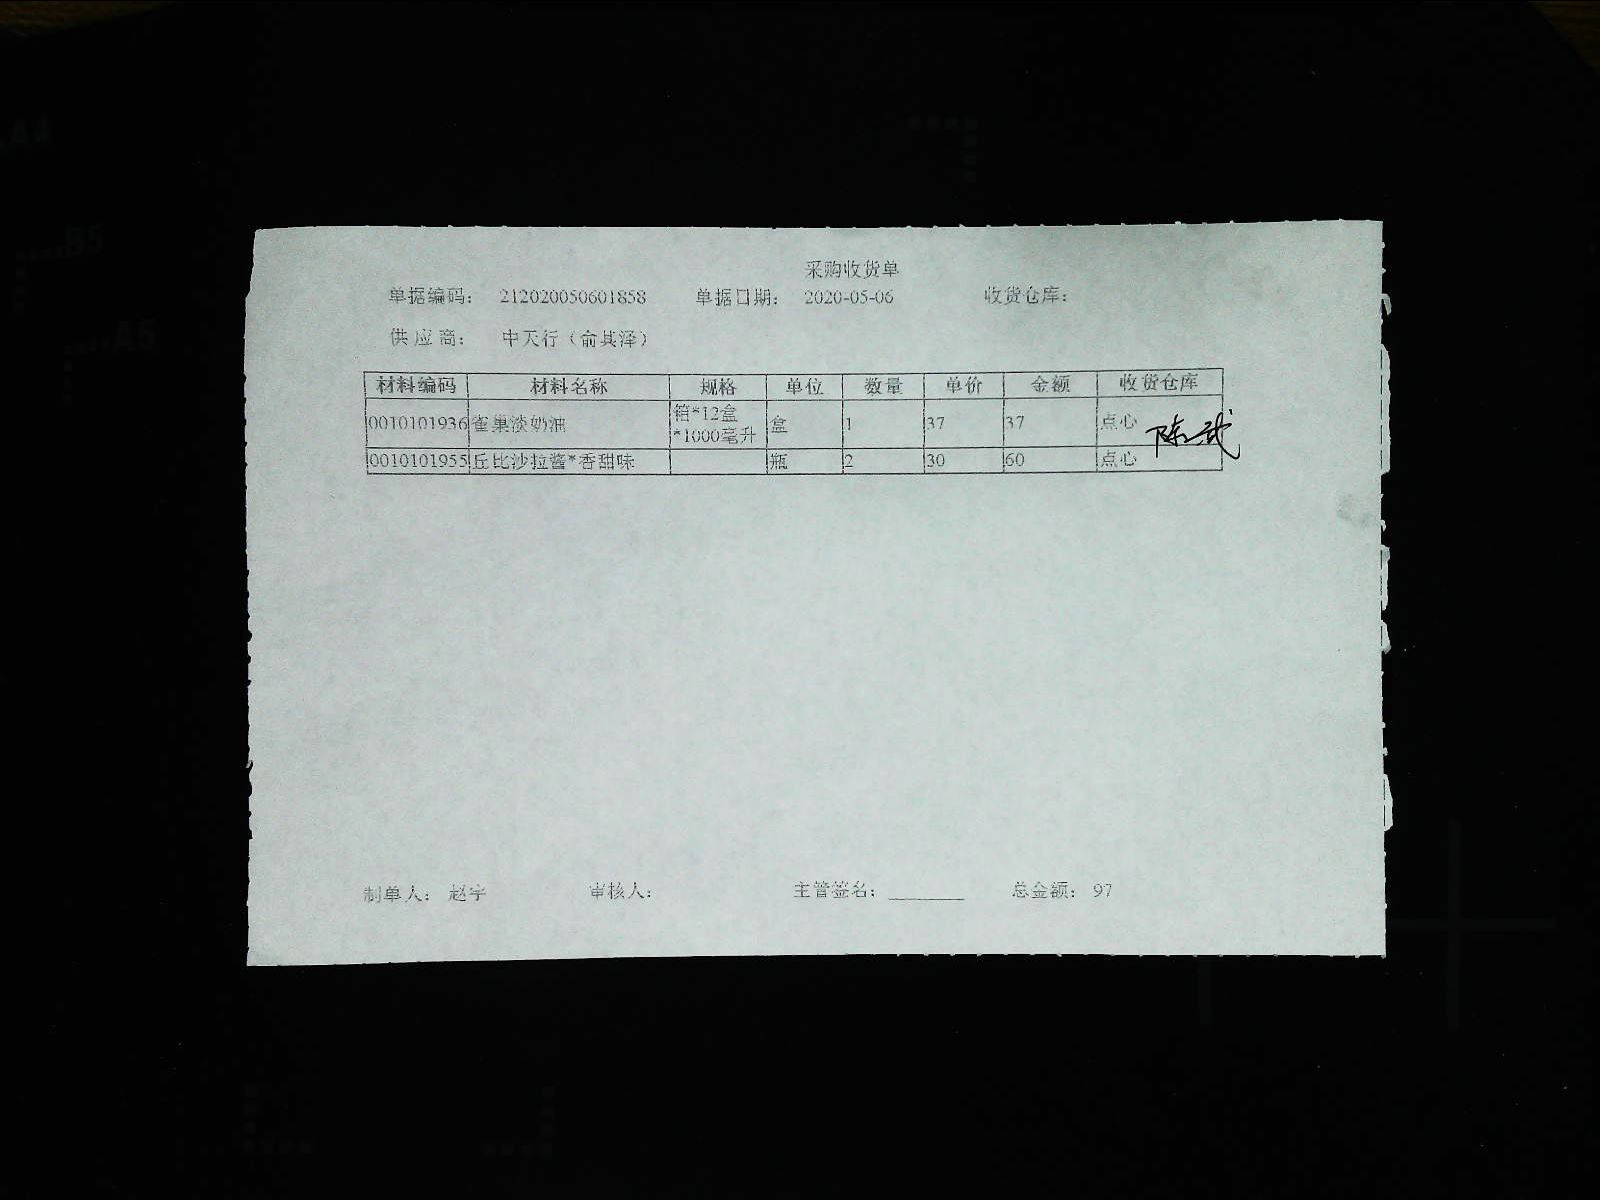 采购收货单
单据编码： 212020050601858 单据日期： 2020-05-06 收货仓库：
供应商： 中天行（俞其泽）
材料编码 材料名称 规格 单位 数量 单价 金额 收货仓库
0010101936 雀巢淡奶油 箱*12盒*1000毫升 盒 1 37 37 点心
0010101955 丘比沙拉酱*香甜味 瓶 2 30 60 点心
制单人： 赵宇 审核人： 主管签名： 总金额： 97
A4
B5
A5